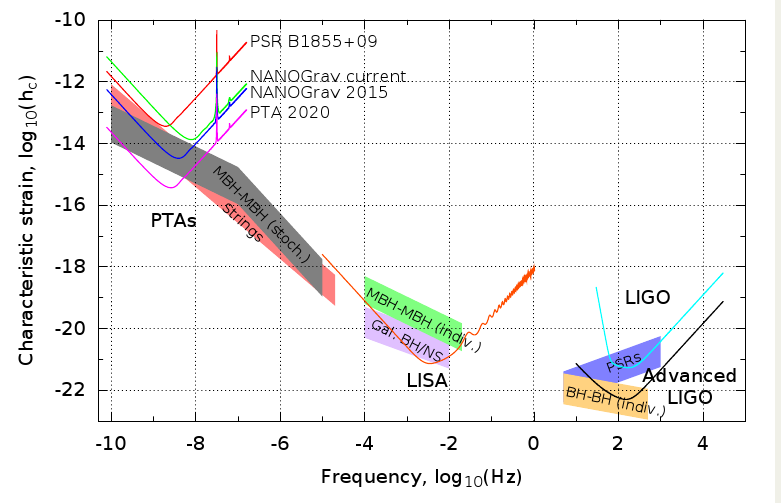 -10
-12
-14
-16
-18
-20
-22
Characteristic strain, log10(hc)
PSR B1855+09
NANOGrav current
NANOGrav 2015
PTA 2020
PTAs
MBH-MBH (stoch.)
Strings
MBH-MBH (indiv.)
Gal. BH/NS
LISA
LIGO
PSRs
Advanced
LIGO
BH-BH (indiv.)
-10 -8 -6 -4 -2 0 2 4
Frequency, log10(Hz)